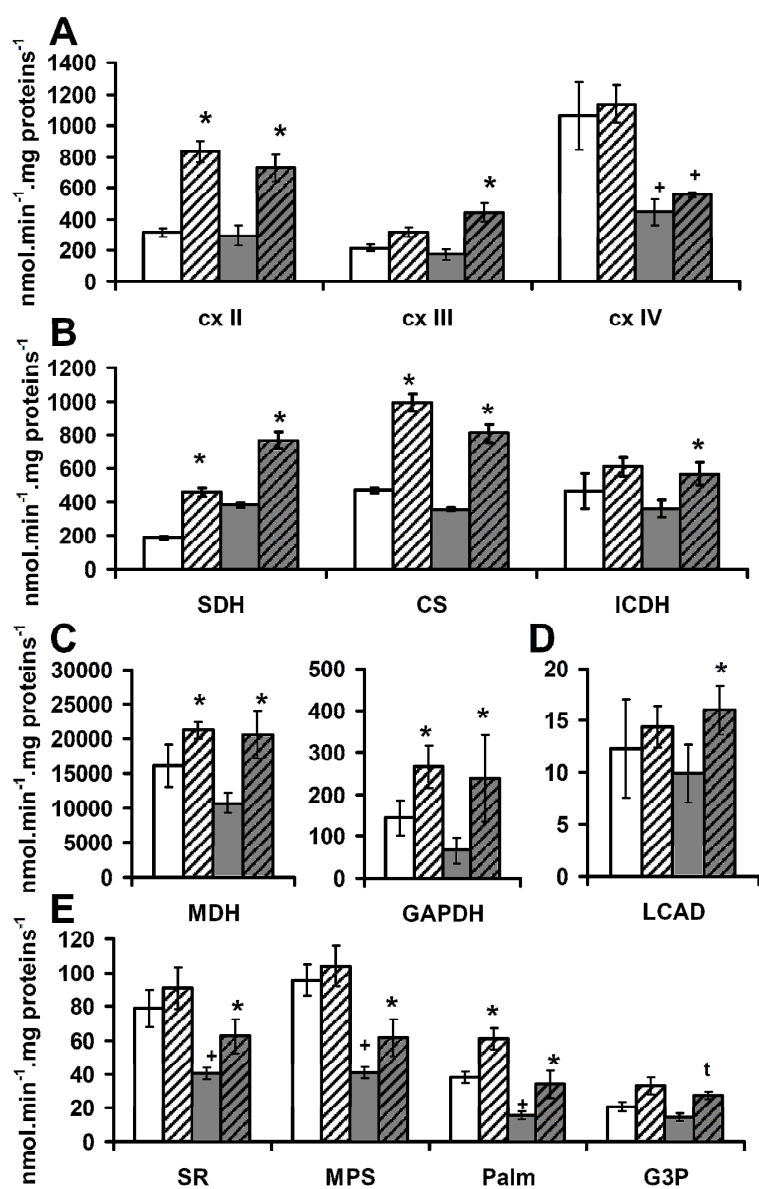 A
nmol.min-1.mg proteins-1
1400
1200
1000
800
600
400
200
0
* * * + +
cx II cx III cx IV
B
nmol.min-1.mg proteins-1
1200
1000
800
600
400
200
0
* * * * *
SDH CS ICDH
C
nmol.min-1.mg proteins-1
30000
25000
20000
15000
10000
5000
0
* *
MDH
500
400
300
200
100
0
* *
GAPDH
D
20
15
10
5
0
*
LCAD
E
nmol.min-1.mg proteins-1
120
100
80
60
40
20
0
+ * + * * + * t
SR MPS Palm G3P